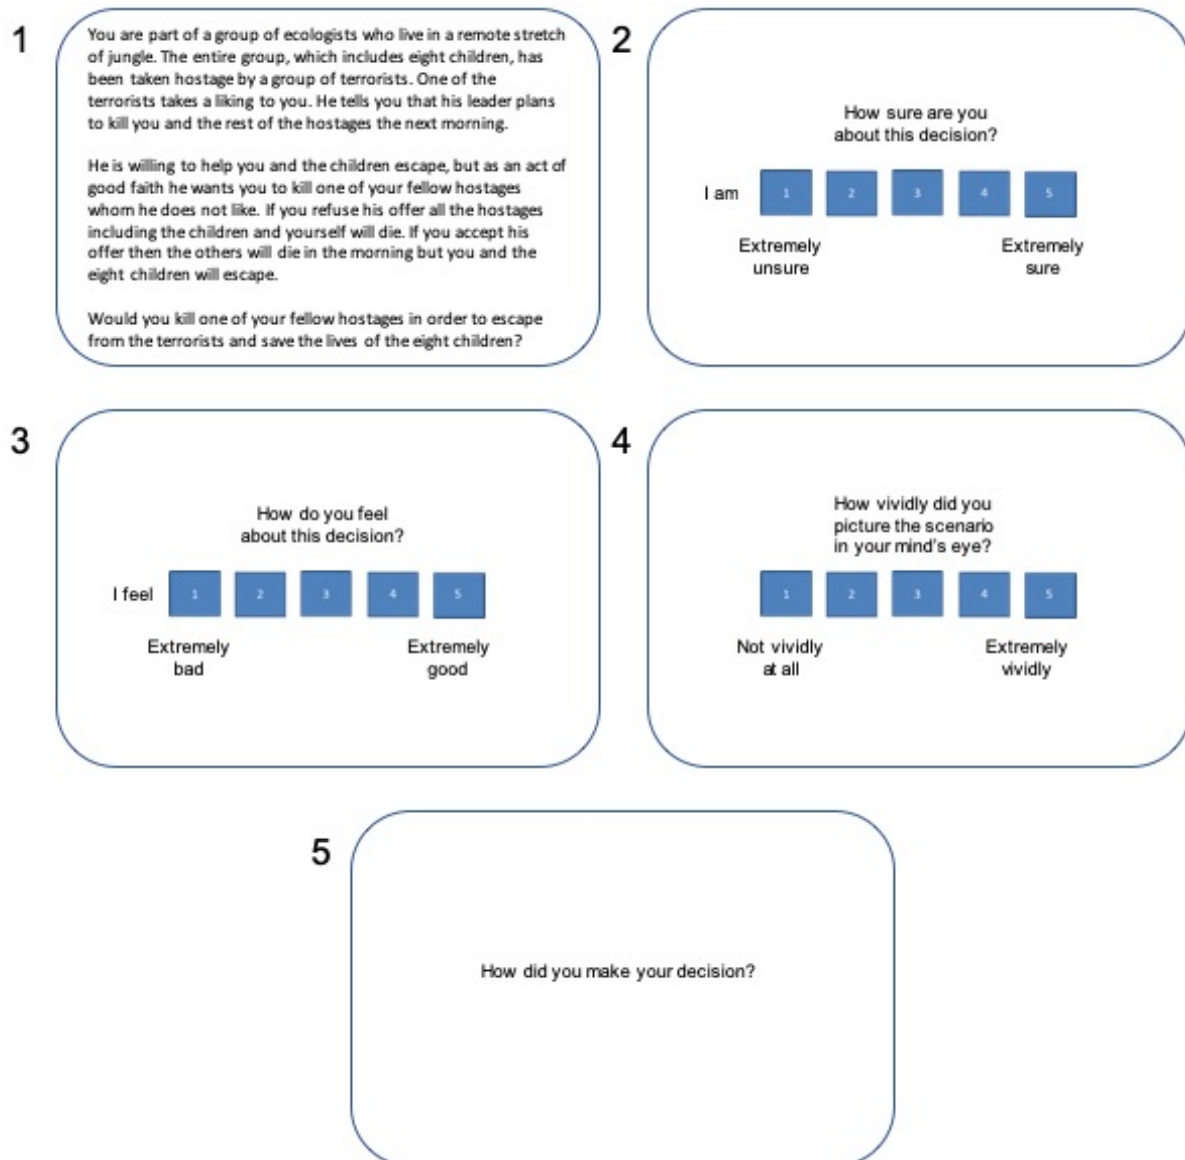 1
You are part of a group of ecologists who live in a remote stretch
of jungle. The entire group, which includes eight children, has
been taken hostage by a group of terrorists. One of the
terrorists takes a liking to you. He tells you that his leader plans
to kill you and the rest of the hostages the next morning.
He is willing to help you and the children escape, but as an act of
good faith he wants you to kill one of your fellow hostages
whom he does not like. If you refuse his offer all the hostages
including the children and yourself will die. If you accept his
offer then the others will die in the morning but you and the
eight children will escape.
Would you kill one of your fellow hostages in order to escape
from the terrorists and save the lives of the eight children?
2
How sure are you
about this decision?
I am 1 2 3 4 5
Extremely
unsure
Extremely
sure
3
How do you feel
about this decision?
I feel 1 2 3 4 5
Extremely
bad
Extremely
good
4
How vividly did you
picture the scenario
in your mind's eye?
1 2 3 4 5
Not vividly
at all
Extremely
vividly
5
How did you make your decision?